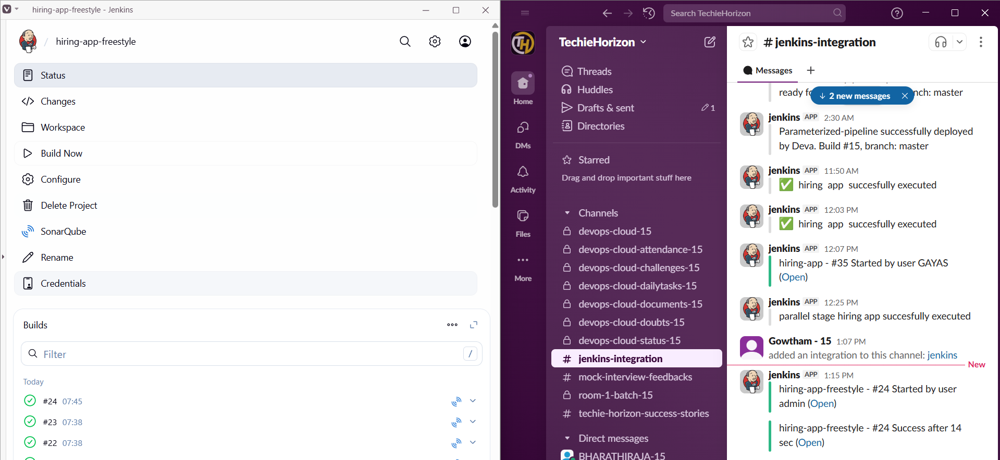 hiring-app-freestyle - Jenkins
/ hiring-app-freestyle
Status
Changes
Workspace
Build Now
Configure
Delete Project
SonarQube
Rename
Credentials
Builds
Filter
/
Today
#24 07:45
#23 07:38
#22 07:38
Search TechieHorizon
TH
Home
DMs
Activity
Files
More
TechieHorizon
Threads
Huddles
Drafts & sent 1
Directories
Starred
Drag and drop important stuff here
Channels
devops-cloud-15
devops-cloud-attendance-15
devops-cloud-challenges-15
devops-cloud-dailytasks-15
devops-cloud-documents-15
devops-cloud-doubts-15
devops-cloud-status-15
# jenkins-integration
# mock-interview-feedbacks
room-1-batch-15
# techie-horizon-success-stories
Direct messages
BHARATHIRAJA-15
# jenkins-integration
Messages
ready nch: master
2 new messages
jenkins APP 2:30 AM
Parameterized-pipeline successfully deployed
by Deva. Build #15, branch: master
jenkins APP 11:50 AM
✅ hiring app succesfully executed
jenkins APP 12:03 PM
✅ hiring app succesfully executed
jenkins APP 12:07 PM
hiring-app - #35 Started by user GAYAS
(Open)
jenkins APP 12:25 PM
parallel stage hiring app succesfully executed
Gowtham - 15 1:07 PM
added an integration to this channel: jenkins
New
jenkins APP 1:15 PM
hiring-app-freestyle - #24 Started by user
admin (Open)
hiring-app-freestyle - #24 Success after 14
sec (Open)